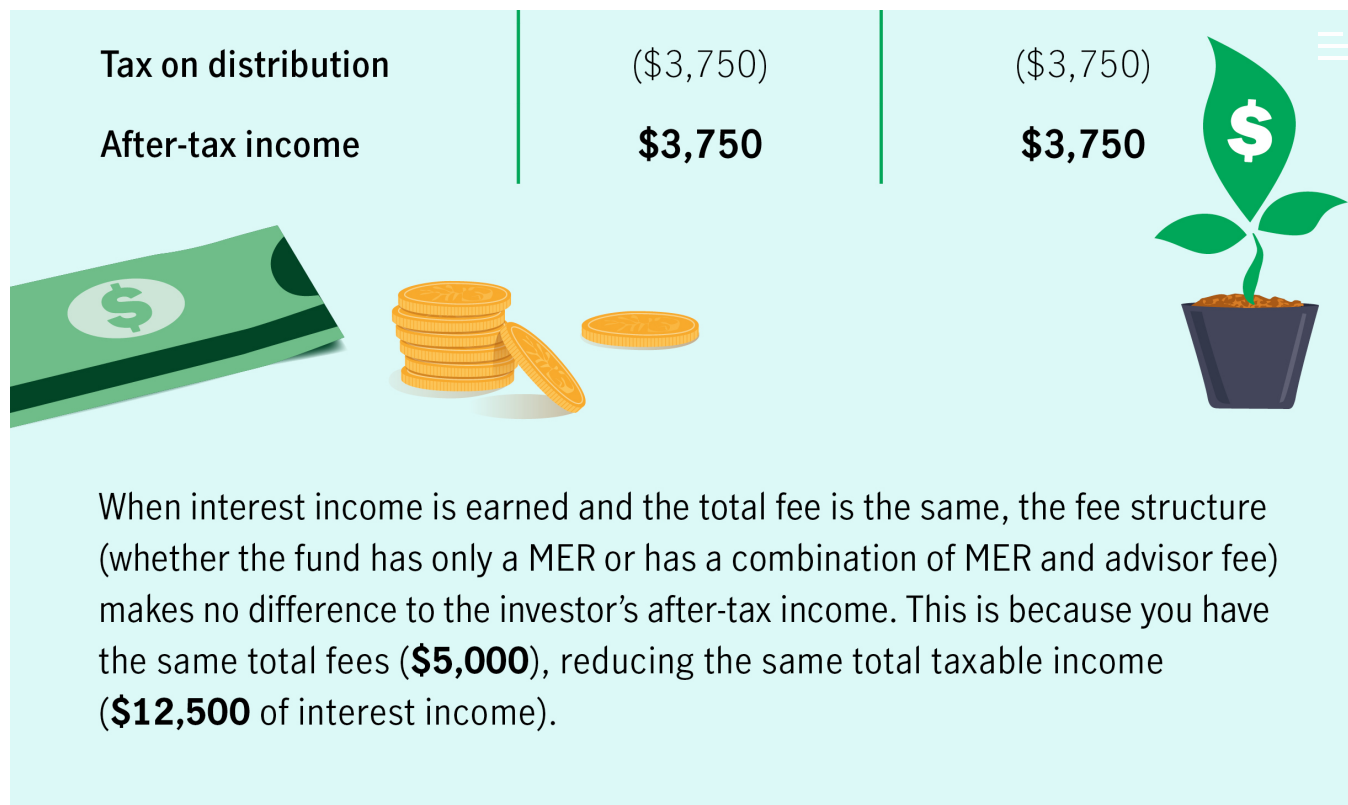 Tax on distribution ($3,750) ($3,750)
After-tax income $3,750 $3,750
$
$
When interest income is earned and the total fee is the same, the fee structure
(whether the fund has only a MER or has a combination of MER and advisor fee)
makes no difference to the investor’s after-tax income. This is because you have
the same total fees ($5,000), reducing the same total taxable income
($12,500 of interest income).